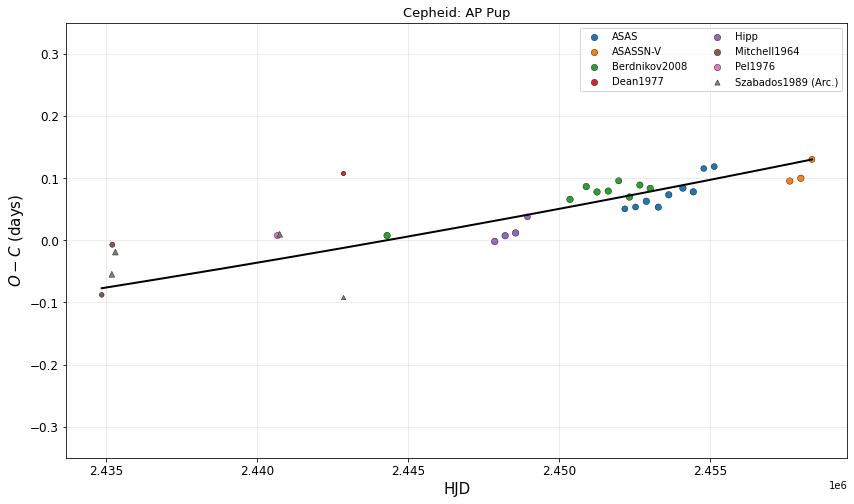 Cepheid: AP Pup
ASAS
ASASSN-V
Berdnikov2008
Dean1977
Hipp
Mitchell1964
Pel1976
Szabados1989 (Arc.)
0.3
0.2
0.1
0.0
−0.1
−0.2
−0.3
O − C (days)
2.435
2.440
2.445
2.450
2.455
1e6
HJD